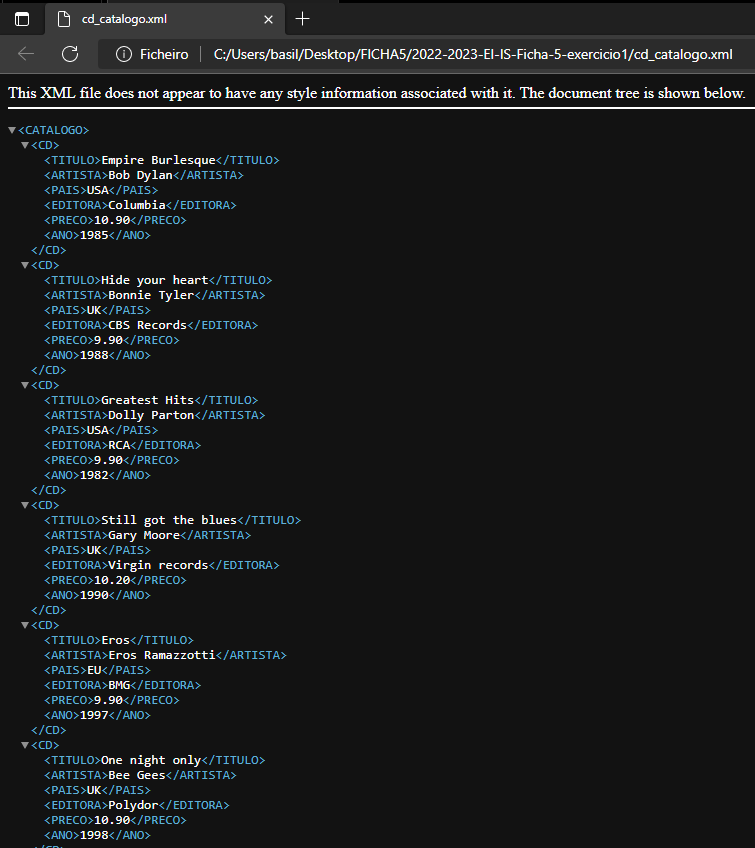 cd_catalogo.xml
Ficheiro C:/Users/basil/Desktop/FICHA5/2022-2023-EI-IS-Ficha-5-exercicio1/cd_catalogo.xml
This XML file does not appear to have any style information associated with it. The document tree is shown below.
<CATALOGO>
<CD>
<TITULO>Empire Burlesque</TITULO>
<ARTISTA>Bob Dylan</ARTISTA>
<PAIS>USA</PAIS>
<EDITORA>Columbia</EDITORA>
<PRECO>10.90</PRECO>
<ANO>1985</ANO>
</CD>
<CD>
<TITULO>Hide your heart</TITULO>
<ARTISTA>Bonnie Tyler</ARTISTA>
<PAIS>UK</PAIS>
<EDITORA>CBS Records</EDITORA>
<PRECO>9.90</PRECO>
<ANO>1988</ANO>
</CD>
<CD>
<TITULO>Greatest Hits</TITULO>
<ARTISTA>Dolly Parton</ARTISTA>
<PAIS>USA</PAIS>
<EDITORA>RCA</EDITORA>
<PRECO>9.90</PRECO>
<ANO>1982</ANO>
</CD>
<CD>
<TITULO>Still got the blues</TITULO>
<ARTISTA>Gary Moore</ARTISTA>
<PAIS>UK</PAIS>
<EDITORA>Virgin records</EDITORA>
<PRECO>10.20</PRECO>
<ANO>1990</ANO>
</CD>
<CD>
<TITULO>Eros</TITULO>
<ARTISTA>Eros Ramazzotti</ARTISTA>
<PAIS>EU</PAIS>
<EDITORA>BMG</EDITORA>
<PRECO>9.90</PRECO>
<ANO>1997</ANO>
</CD>
<CD>
<TITULO>One night only</TITULO>
<ARTISTA>Bee Gees</ARTISTA>
<PAIS>UK</PAIS>
<EDITORA>Polydor</EDITORA>
<PRECO>10.90</PRECO>
<ANO>1998</ANO>